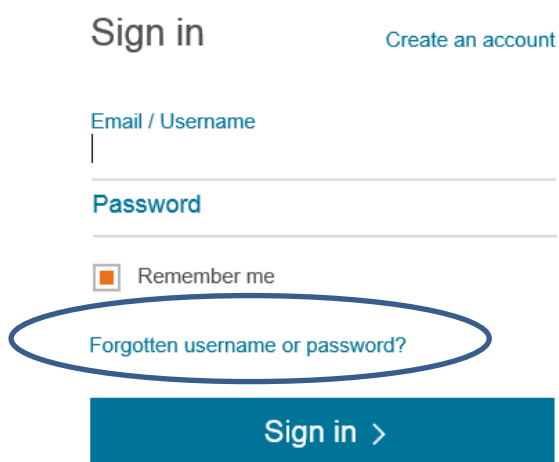 Sign in
Create an account
Email / Username
Password
Remember me
Forgotten username or password?
Sign in >